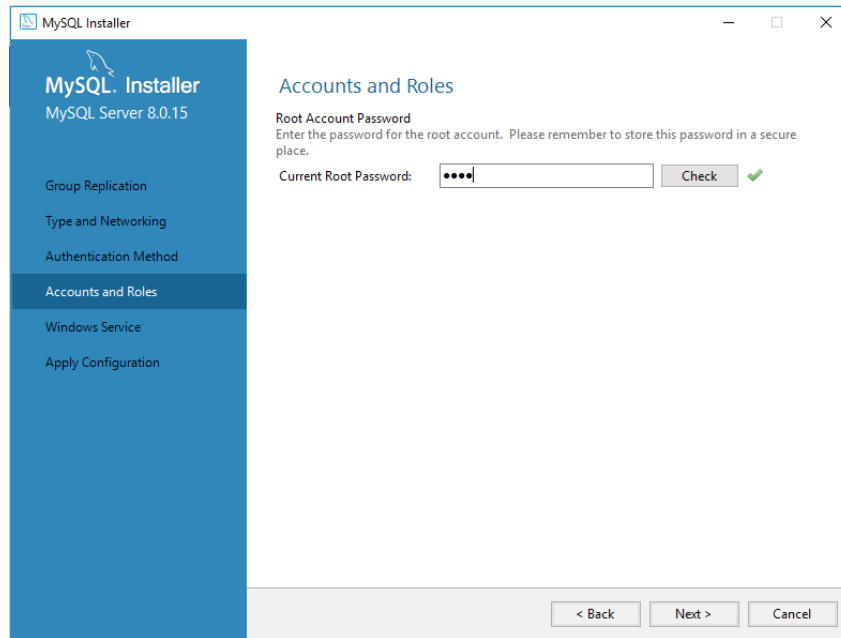 MySQL Installer
MySQL. Installer
MySQL Server 8.0.15
Group Replication
Type and Networking
Authentication Method
Accounts and Roles
Windows Service
Apply Configuration
Accounts and Roles
Root Account Password
Enter the password for the root account. Please remember to store this password in a secure
place.
Current Root Password: •••• Check
< Back Next > Cancel